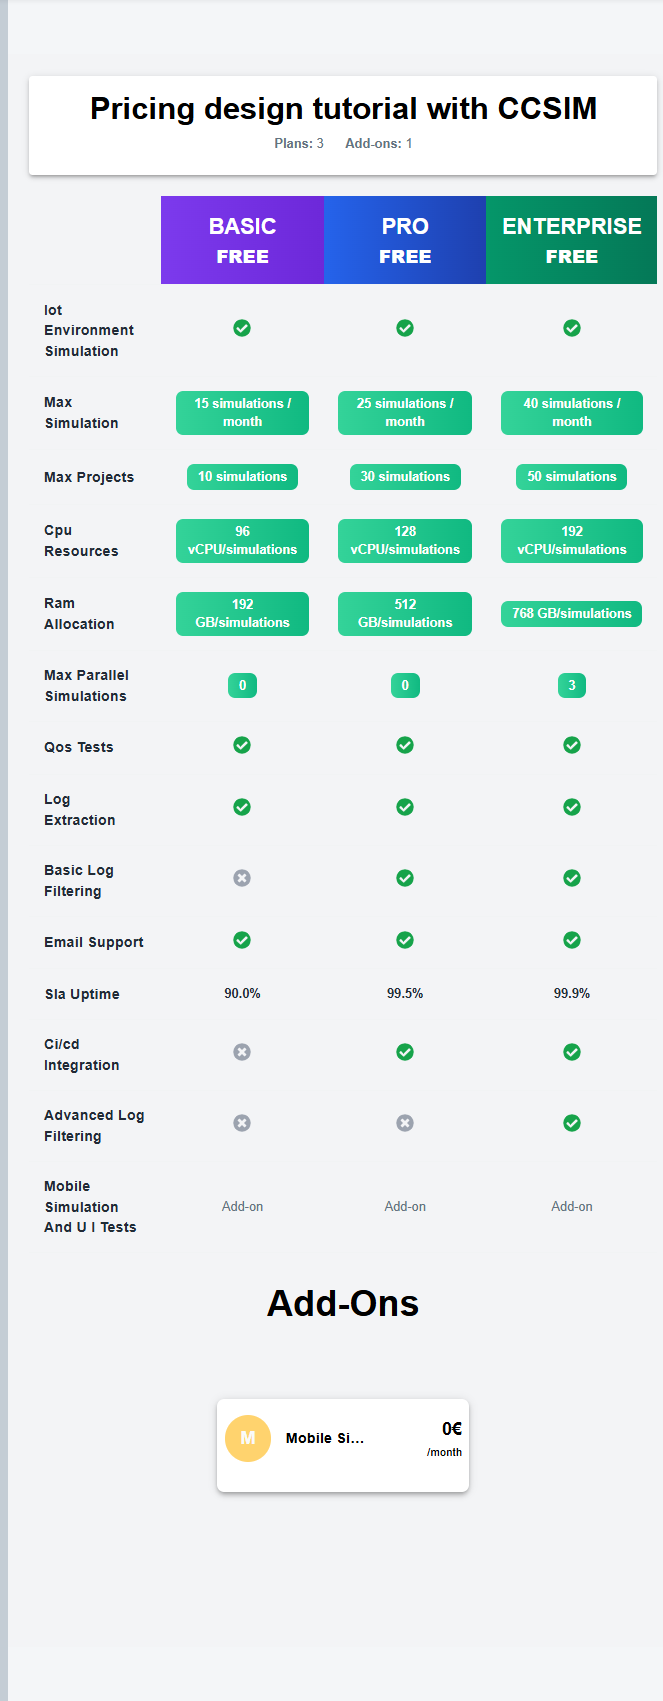 Pricing design tutorial with CCSIM
Plans: 3 Add-ons: 1
BASIC PRO ENTERPRISE
FREE FREE FREE
Iot
Environment
Simulation
Max
Simulation
15 simulations /
month
25 simulations /
month
40 simulations /
month
Max Projects
10 simulations
30 simulations
50 simulations
Cpu
Resources
96
vCPU/simulations
128
vCPU/simulations
192
vCPU/simulations
Ram
Allocation
192
GB/simulations
512
GB/simulations
768 GB/simulations
Max Parallel
Simulations
0
0
3
Qos Tests
Log
Extraction
Basic Log
Filtering
Email Support
Sla Uptime
90.0%
99.5%
99.9%
Ci/cd
Integration
Advanced Log
Filtering
Mobile
Simulation
And U I Tests
Add-on
Add-on
Add-on
Add-Ons
M
Mobile Si...
0€
/month